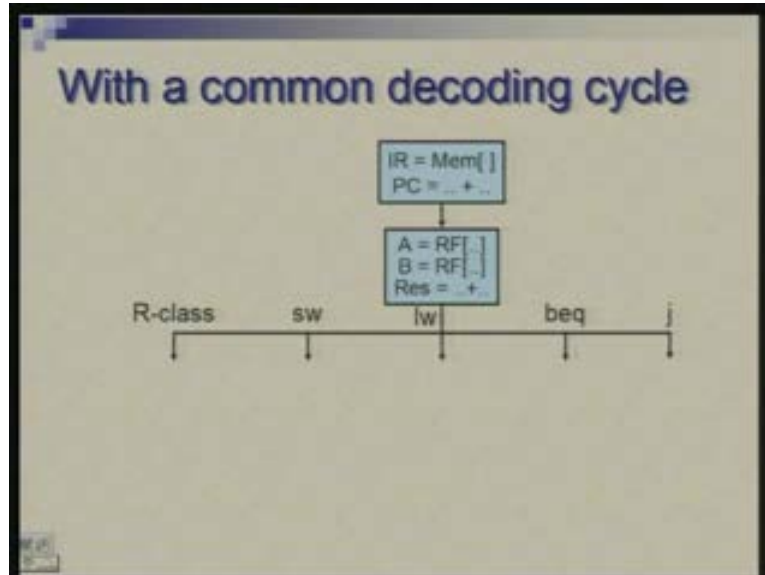 With a common decoding cycle
IR = Mem[ ]
PC = .. + ..
A = RF[..]
B = RF[..]
Res = ..+..
R-class sw lw beq j